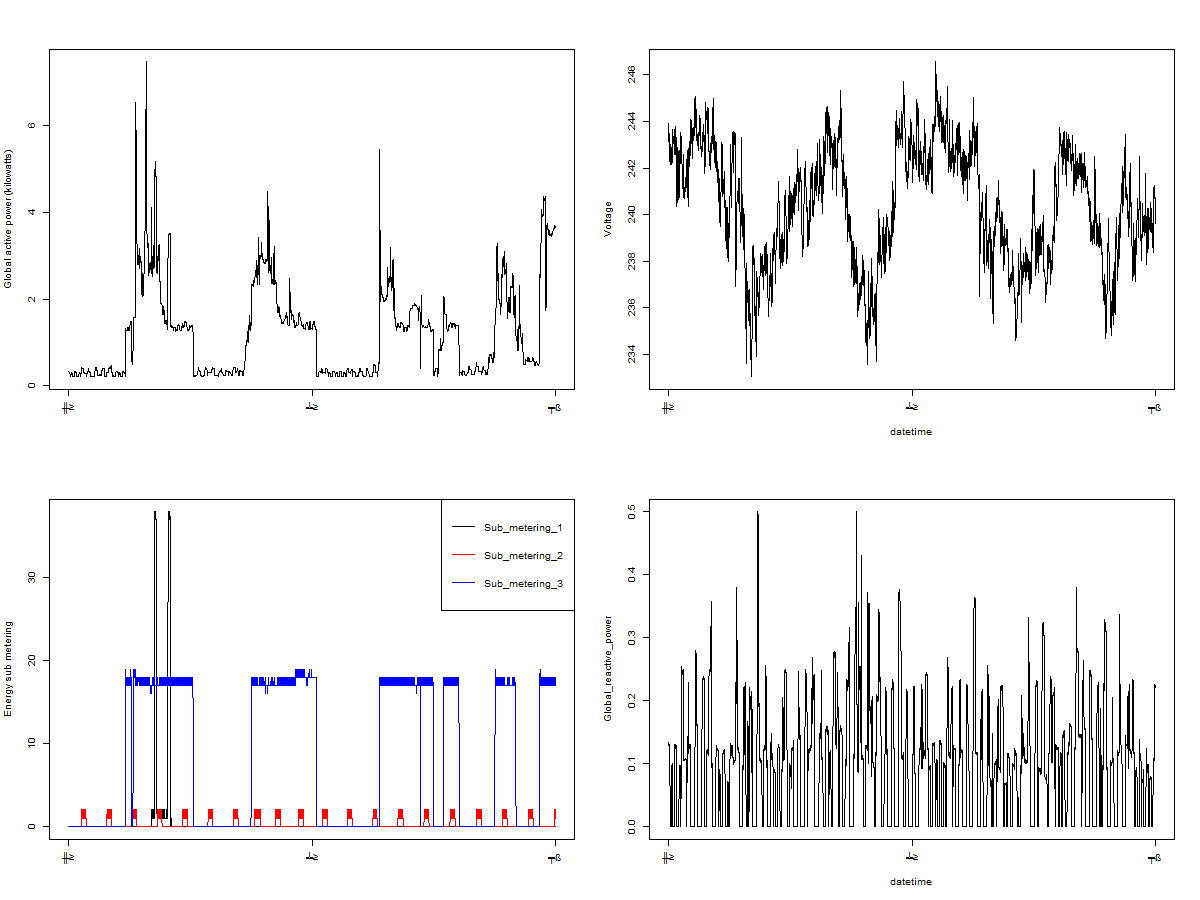 Global active power (kilowatts)
0 2 4 6
Voltage
234 236 238 240 242 244 246
datetime
Energy sub metering
0 10 20 30
Sub_metering_1
Sub_metering_2
Sub_metering_3
Global_reactive_power
0.0 0.1 0.2 0.3 0.4 0.5
datetime